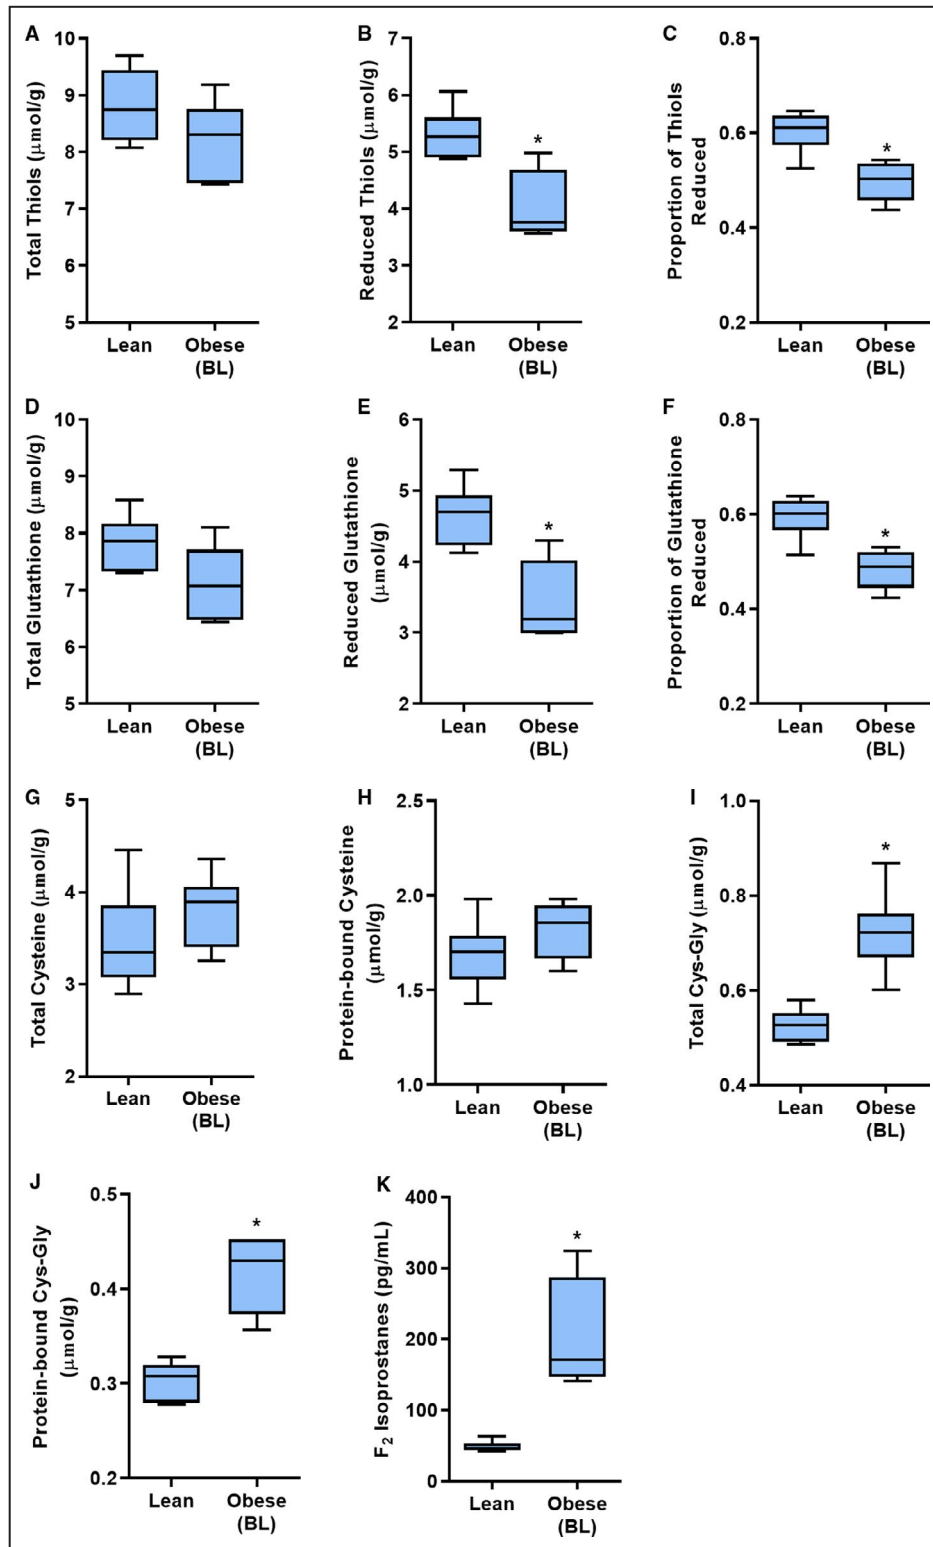 A
Total Thiols (μmol/g)
10
9
8
7
6
5
Lean
Obese
(BL)
B
Reduced Thiols (μmol/g)
7
6
5
4
3
2
*
Lean
Obese
(BL)
C
Proportion of Thiols
Reduced
0.8
0.6
0.4
0.2
*
Lean
Obese
(BL)
D
Total Glutathione (μmol/g)
10
9
8
7
6
5
Lean
Obese
(BL)
E
Reduced Glutathione
(μmol/g)
6
5
4
3
2
*
Lean
Obese
(BL)
F
Proportion of Glutathione
Reduced
0.8
0.6
0.4
0.2
*
Lean
Obese
(BL)
G
Total Cysteine (μmol/g)
5
4
3
2
Lean
Obese
(BL)
H
Protein-bound Cysteine
(μmol/g)
2.5
2.0
1.5
1.0
Lean
Obese
(BL)
I
Total Cys-Gly (μmol/g)
1.0
0.8
0.6
0.4
*
Lean
Obese
(BL)
J
Protein-bound Cys-Gly
(μmol/g)
0.5
0.4
0.3
0.2
*
Lean
Obese
(BL)
K
F₂ Isoprostanes (pg/mL)
400
300
200
100
0
*
Lean
Obese
(BL)